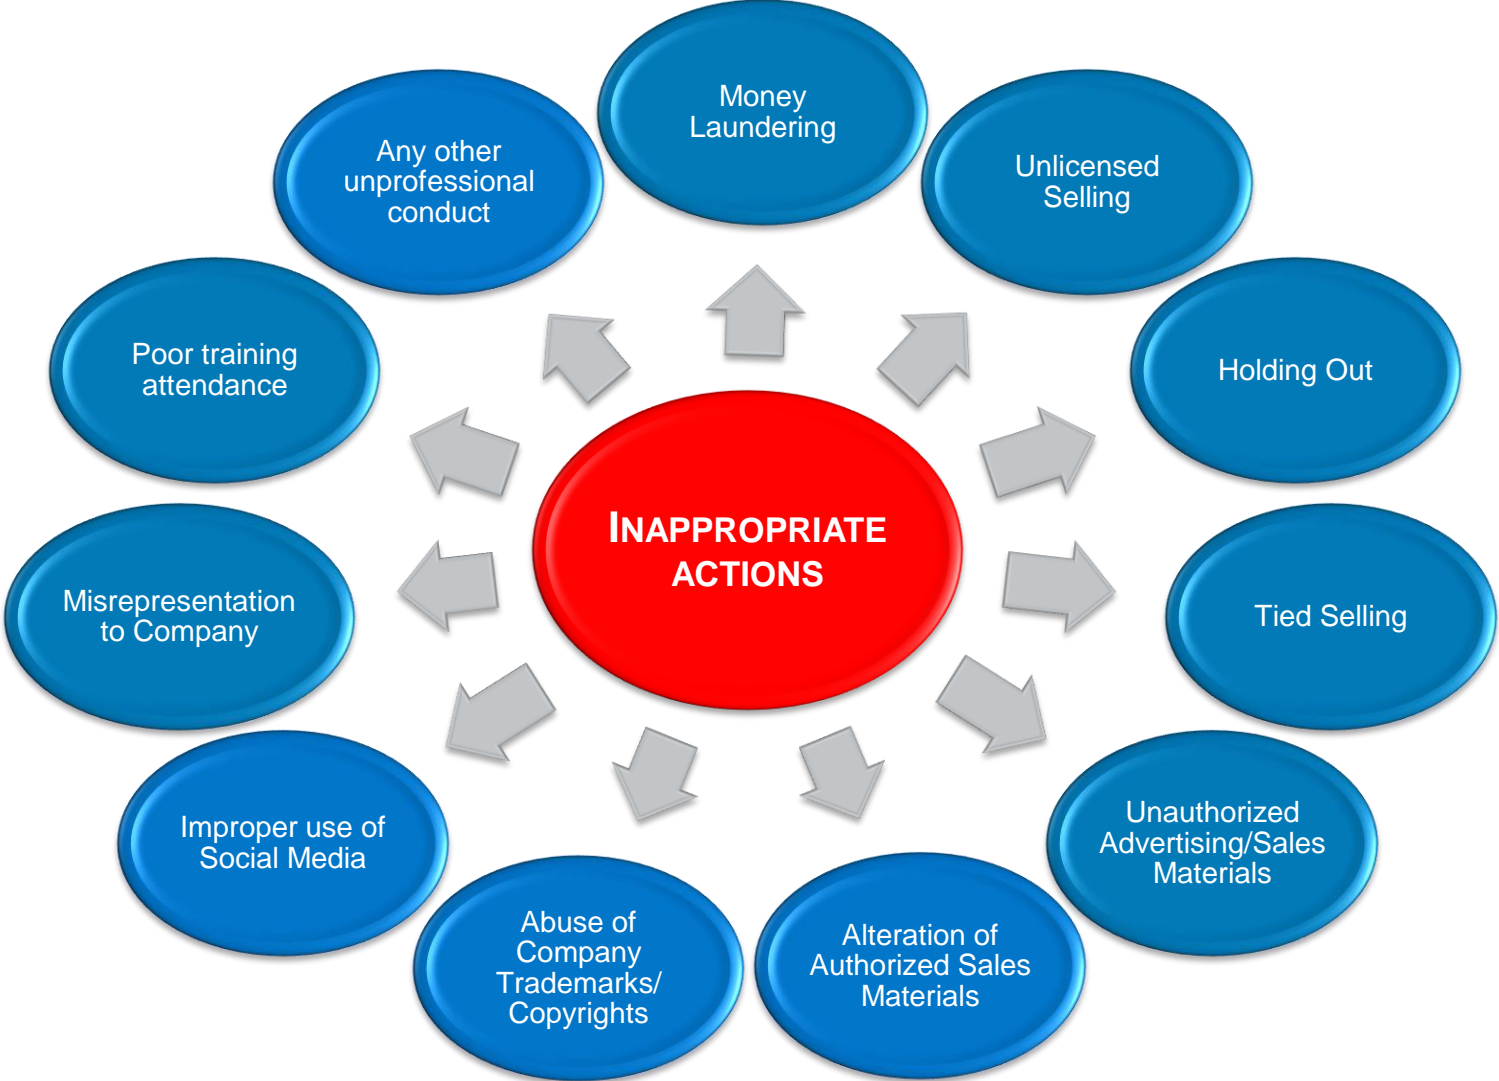 Money
Laundering
Unlicensed
Selling
Holding Out
Tied Selling
Unauthorized
Advertising/Sales
Materials
Alteration of
Authorized Sales
Materials
Abuse of
Company
Trademarks/
Copyrights
Improper use of
Social Media
Misrepresentation
to Company
Poor training
attendance
Any other
unprofessional
conduct
INAPPROPRIATE
ACTIONS